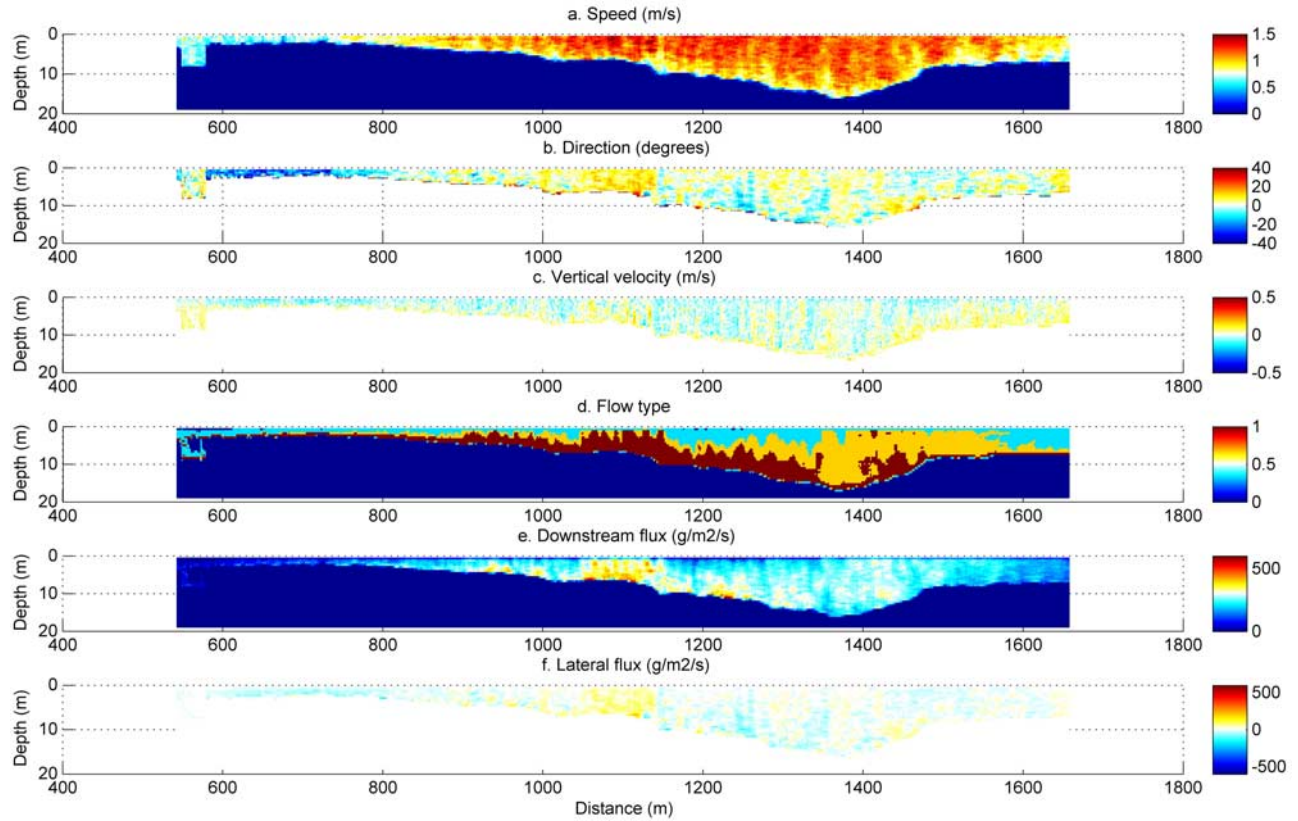 a. Speed (m/s)
Depth (m)
0
10
20
400 600 800 1000 1200 1400 1600 1800
1.5
1
0.5
0
b. Direction (degrees)
Depth (m)
0
10
20
400 600 800 1000 1200 1400 1600 1800
40
20
0
-20
-40
c. Vertical velocity (m/s)
Depth (m)
0
10
20
400 600 800 1000 1200 1400 1600 1800
0.5
0
-0.5
d. Flow type
Depth (m)
0
10
20
400 600 800 1000 1200 1400 1600 1800
1
0.5
0
e. Downstream flux (g/m2/s)
Depth (m)
0
10
20
400 600 800 1000 1200 1400 1600 1800
500
0
f. Lateral flux (g/m2/s)
Depth (m)
0
10
20
400 600 800 1000 1200 1400 1600 1800
500
0
-500
Distance (m)